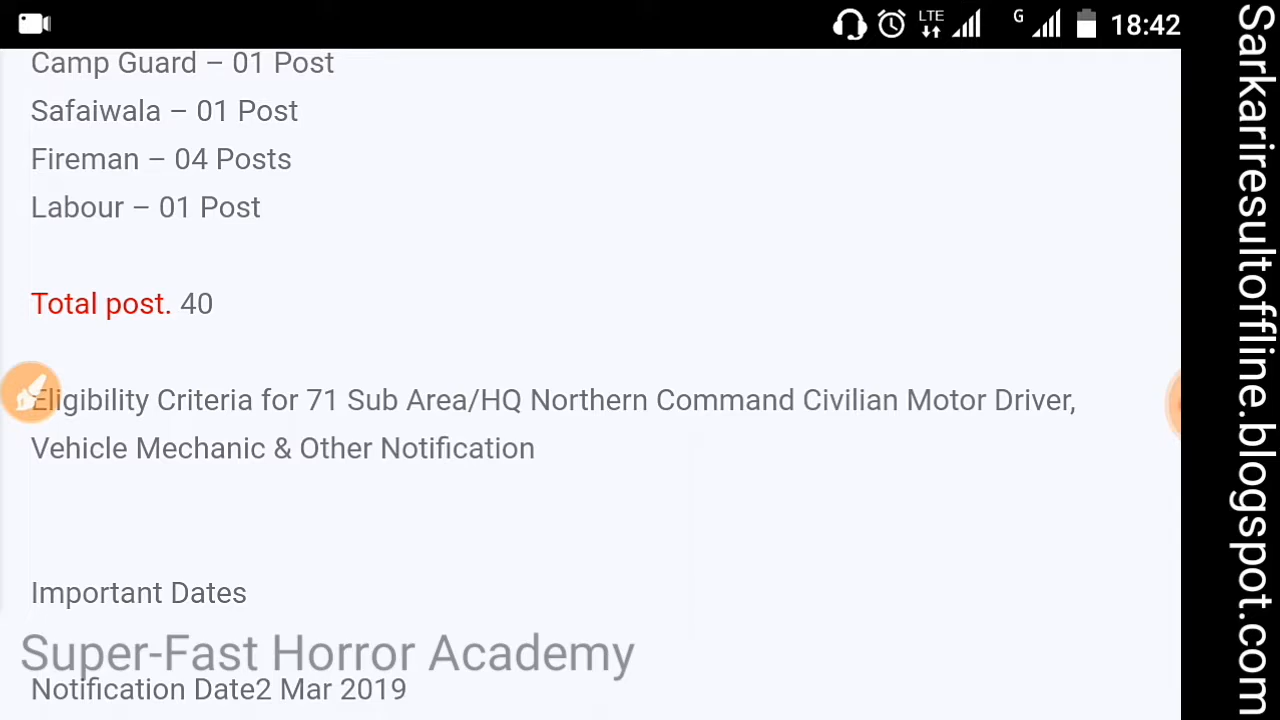 LTE
G
18:42
Camp Guard – 01 Post
Safaiwala – 01 Post
Fireman – 04 Posts
Labour – 01 Post
Total post. 40
Eligibility Criteria for 71 Sub Area/HQ Northern Command Civilian Motor Driver,
Vehicle Mechanic & Other Notification
Important Dates
Super-Fast Horror Academy
Notification Date2 Mar 2019
Sarkariresultoffline.blogspot.com